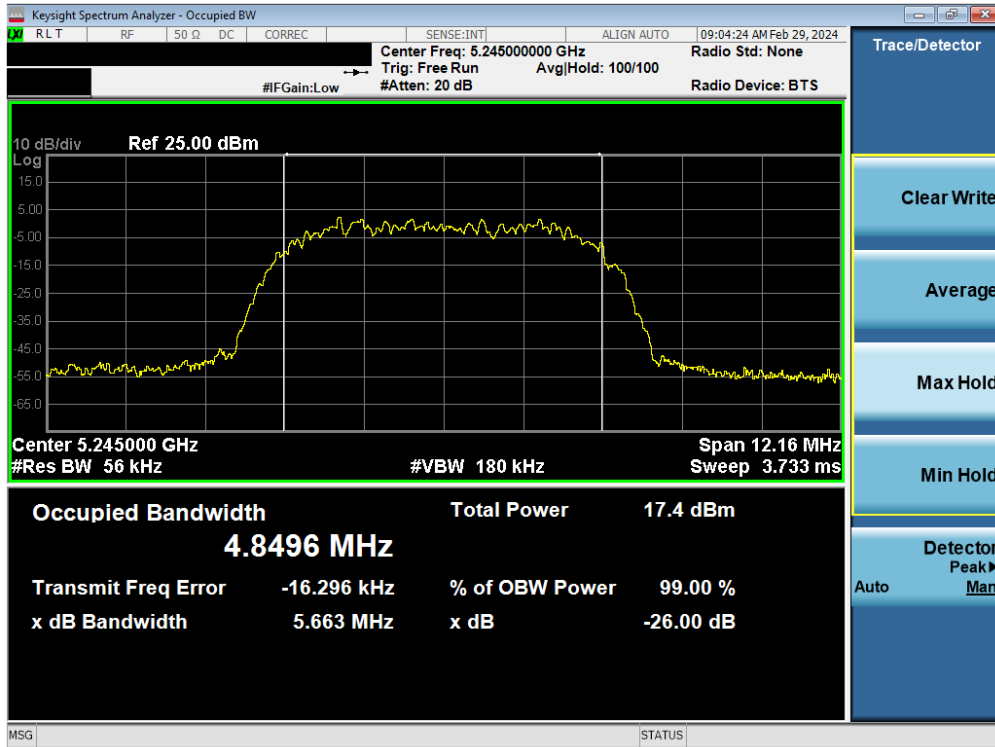 Keysight Spectrum Analyzer - Occupied BW
LXI RLT RF 50 Ω DC CORREC SENSE:INT ALIGN AUTO 09:04:24 AM Feb 29, 2024
Center Freq: 5.245000000 GHz Radio Std: None
Trig: Free Run Avg|Hold: 100/100
#IFGain:Low #Atten: 20 dB Radio Device: BTS
Trace/Detector
10 dB/div Ref 25.00 dBm
Log
15.0
5.00
-5.00
-15.0
-25.0
-35.0
-45.0
-55.0
-65.0
Center 5.245000 GHz Span 12.16 MHz
#Res BW 56 kHz #VBW 180 kHz Sweep 3.733 ms
Occupied Bandwidth Total Power 17.4 dBm
4.8496 MHz
Transmit Freq Error -16.296 kHz % of OBW Power 99.00 %
x dB Bandwidth 5.663 MHz x dB -26.00 dB
Clear Write
Average
Max Hold
Min Hold
Detector
Peak▶
Auto Man
MSG STATUS